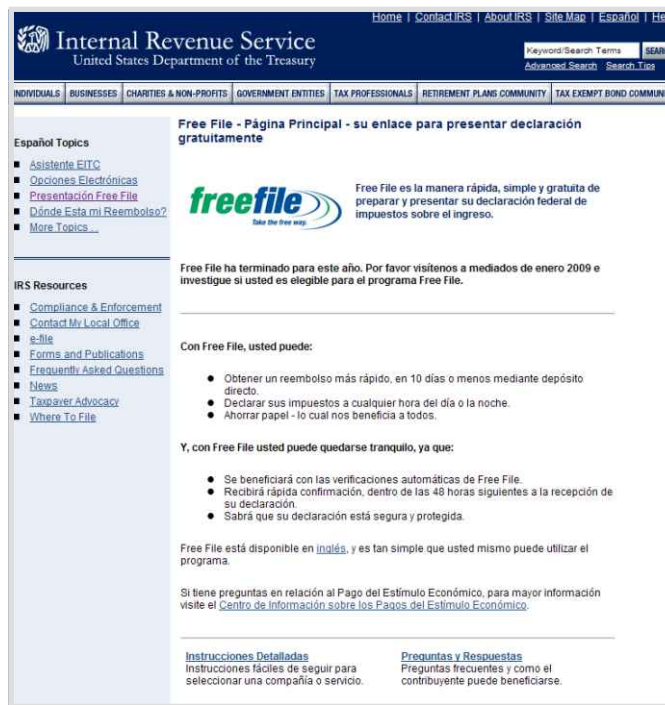 Home | Contact IRS | About IRS | Site Map | Español | He
Internal Revenue Service
United States Department of the Treasury
Keyword/Search Terms SEAR
Advanced Search Search Tips
INDIVIDUALS BUSINESSES CHARITIES & NON-PROFITS GOVERNMENT ENTITIES TAX PROFESSIONALS RETIREMENT PLANS COMMUNITY TAX EXEMPT BOND COMMUN
Español Topics
Asistente EITC
Opciones Electrónicas
Presentación Free File
Dónde Esta mi Reembolso?
More Topics ...
IRS Resources
Compliance & Enforcement
Contact My Local Office
e-file
Forms and Publications
Frequently Asked Questions
News
Taxpayer Advocacy
Where To File
Free File - Página Principal - su enlace para presentar declaración
gratuitamente
freefile
Take the free way.
Free File es la manera rápida, simple y gratuita de
preparar y presentar su declaración federal de
impuestos sobre el ingreso.
Free File ha terminado para este año. Por favor visítenos a mediados de enero 2009 e
investigue si usted es elegible para el programa Free File.
Con Free File, usted puede:
Obtener un reembolso más rápido, en 10 días o menos mediante depósito
directo.
Declarar sus impuestos a cualquier hora del día o la noche.
Ahorrar papel - lo cual nos beneficia a todos.
Y, con Free File usted puede quedarse tranquilo, ya que:
Se beneficiará con las verificaciones automáticas de Free File.
Recibirá rápida confirmación, dentro de las 48 horas siguientes a la recepción de
su declaración.
Sabrá que su declaración está segura y protegida.
Free File está disponible en inglés, y es tan simple que usted mismo puede utilizar el
programa.
Si tiene preguntas en relación al Pago del Estímulo Económico, para mayor información
visite el Centro de Información sobre los Pagos del Estímulo Económico.
Instrucciones Detalladas
Instrucciones fáciles de seguir para
seleccionar una compañía o servicio.
Preguntas y Respuestas
Preguntas frecuentes y como el
contribuyente puede beneficiarse.